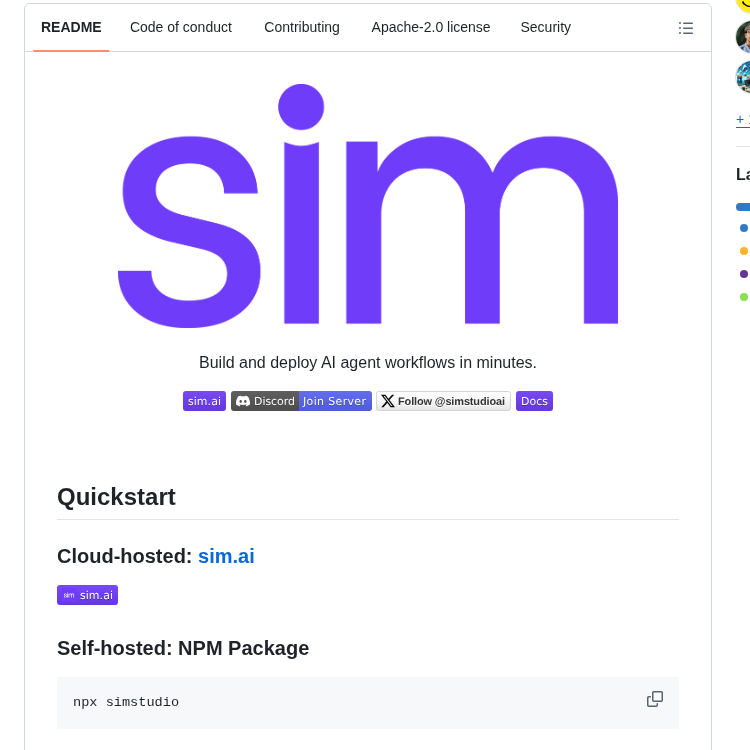 README Code of conduct Contributing Apache-2.0 license Security
sim
Build and deploy AI agent workflows in minutes.
sim.ai Discord Join Server Follow @simstudioai Docs
Quickstart
Cloud-hosted: sim.ai
sim sim.ai
Self-hosted: NPM Package
npx simstudio